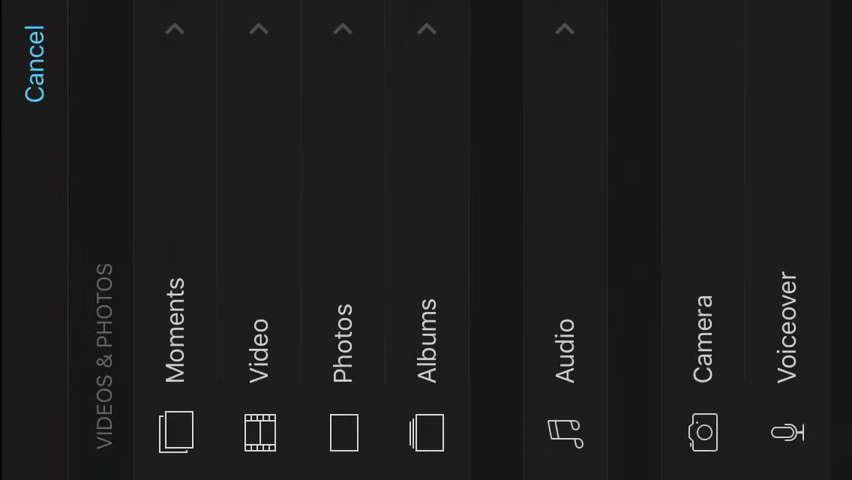 Cancel
VIDEOS & PHOTOS
Moments
Video
Photos
Albums
Audio
Camera
Voiceover